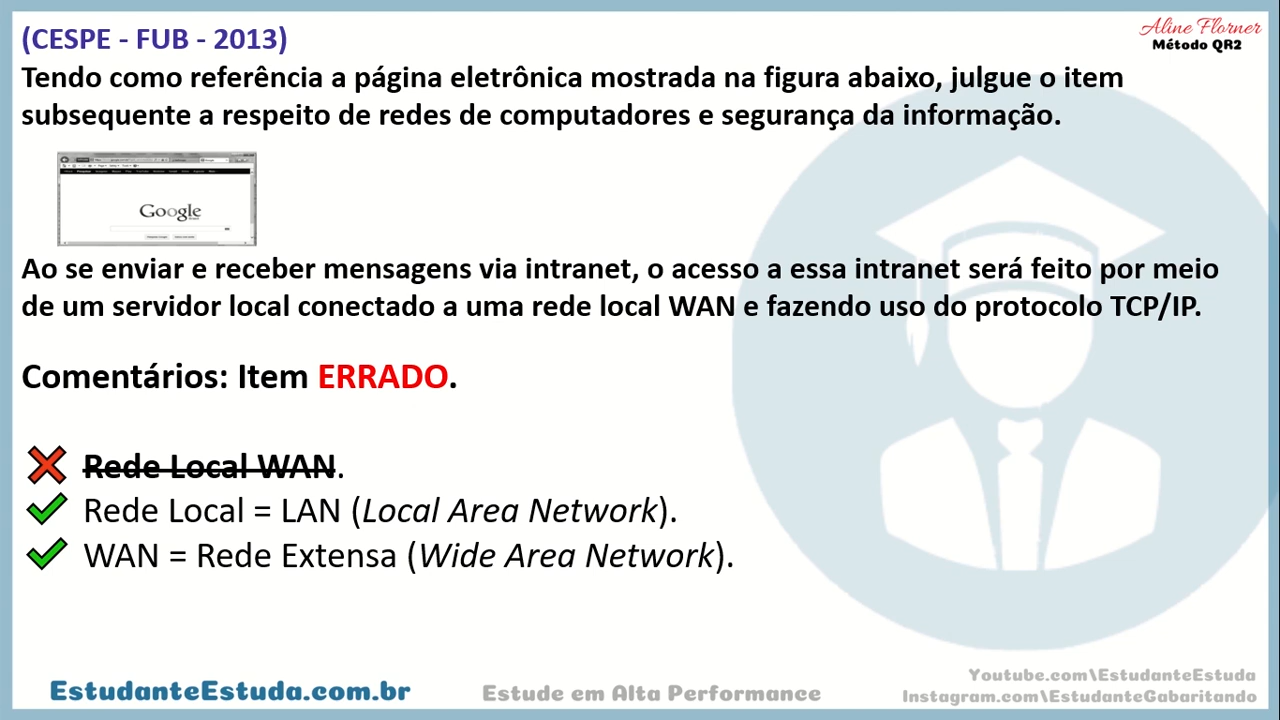 (CESPE - FUB - 2013)
Aline Florner
Método QR2
Tendo como referência a página eletrônica mostrada na figura abaixo, julgue o item
subsequente a respeito de redes de computadores e segurança da informação.
Google
Ao se enviar e receber mensagens via intranet, o acesso a essa intranet será feito por meio
de um servidor local conectado a uma rede local WAN e fazendo uso do protocolo TCP/IP.
Comentários: Item ERRADO.
Rede Local WAN.
Rede Local = LAN (Local Area Network).
WAN = Rede Extensa (Wide Area Network).
EstudanteEstuda.com.br
Estude em Alta Performance
Youtube.com\EstudanteEstuda
Instagram.com\EstudanteGabaritando